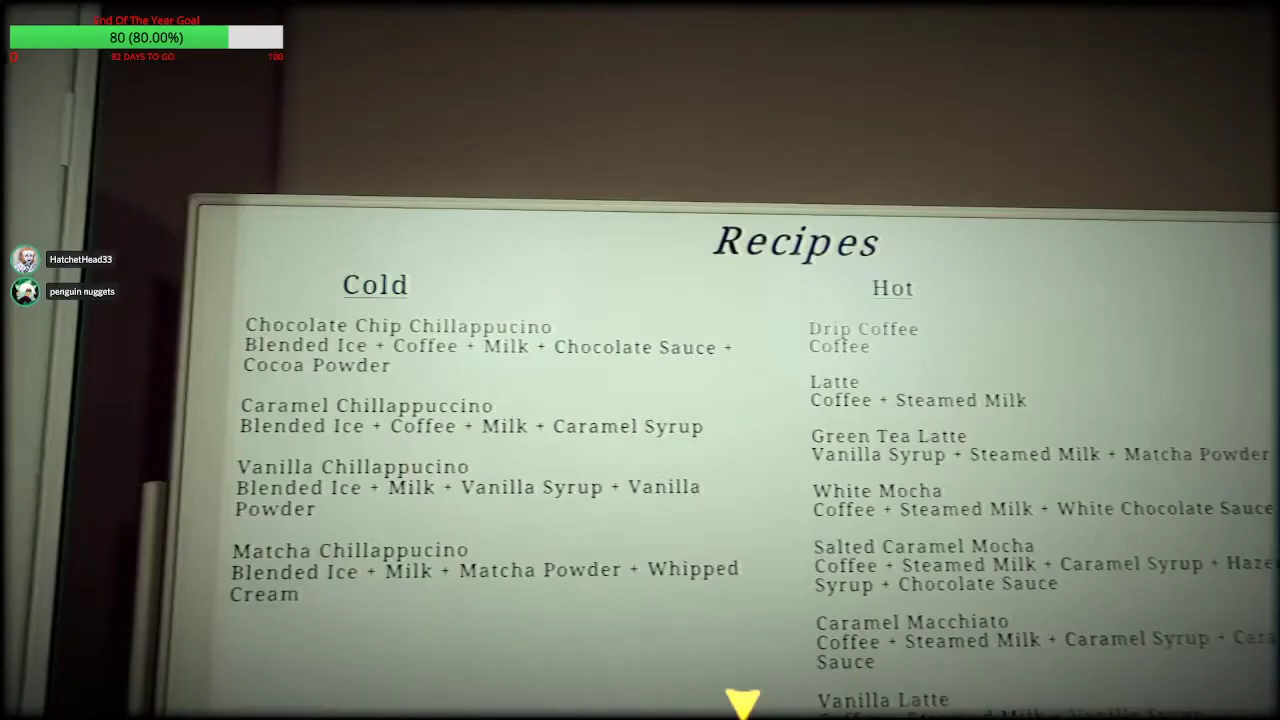 End Of The Year Goal
80 (80.00%)
0
92 DAYS TO GO
100
HatchetHead33
penguin nuggets
Recipes
Cold
Chocolate Chip Chillappucino
Blended Ice + Coffee + Milk + Chocolate Sauce +
Cocoa Powder
Caramel Chillappuccino
Blended Ice + Coffee + Milk + Caramel Syrup
Vanilla Chillappucino
Blended Ice + Milk + Vanilla Syrup + Vanilla
Powder
Matcha Chillappucino
Blended Ice + Milk + Matcha Powder + Whipped
Cream
Hot
Drip Coffee
Coffee
Latte
Coffee + Steamed Milk
Green Tea Latte
Vanilla Syrup + Steamed Milk + Matcha Powder
White Mocha
Coffee + Steamed Milk + White Chocolate Sauce
Salted Caramel Mocha
Coffee + Steamed Milk + Caramel Syrup + Haze
Syrup + Chocolate Sauce
Caramel Macchiato
Coffee + Steamed Milk + Caramel Syrup + Cara
Sauce
Vanilla Latte